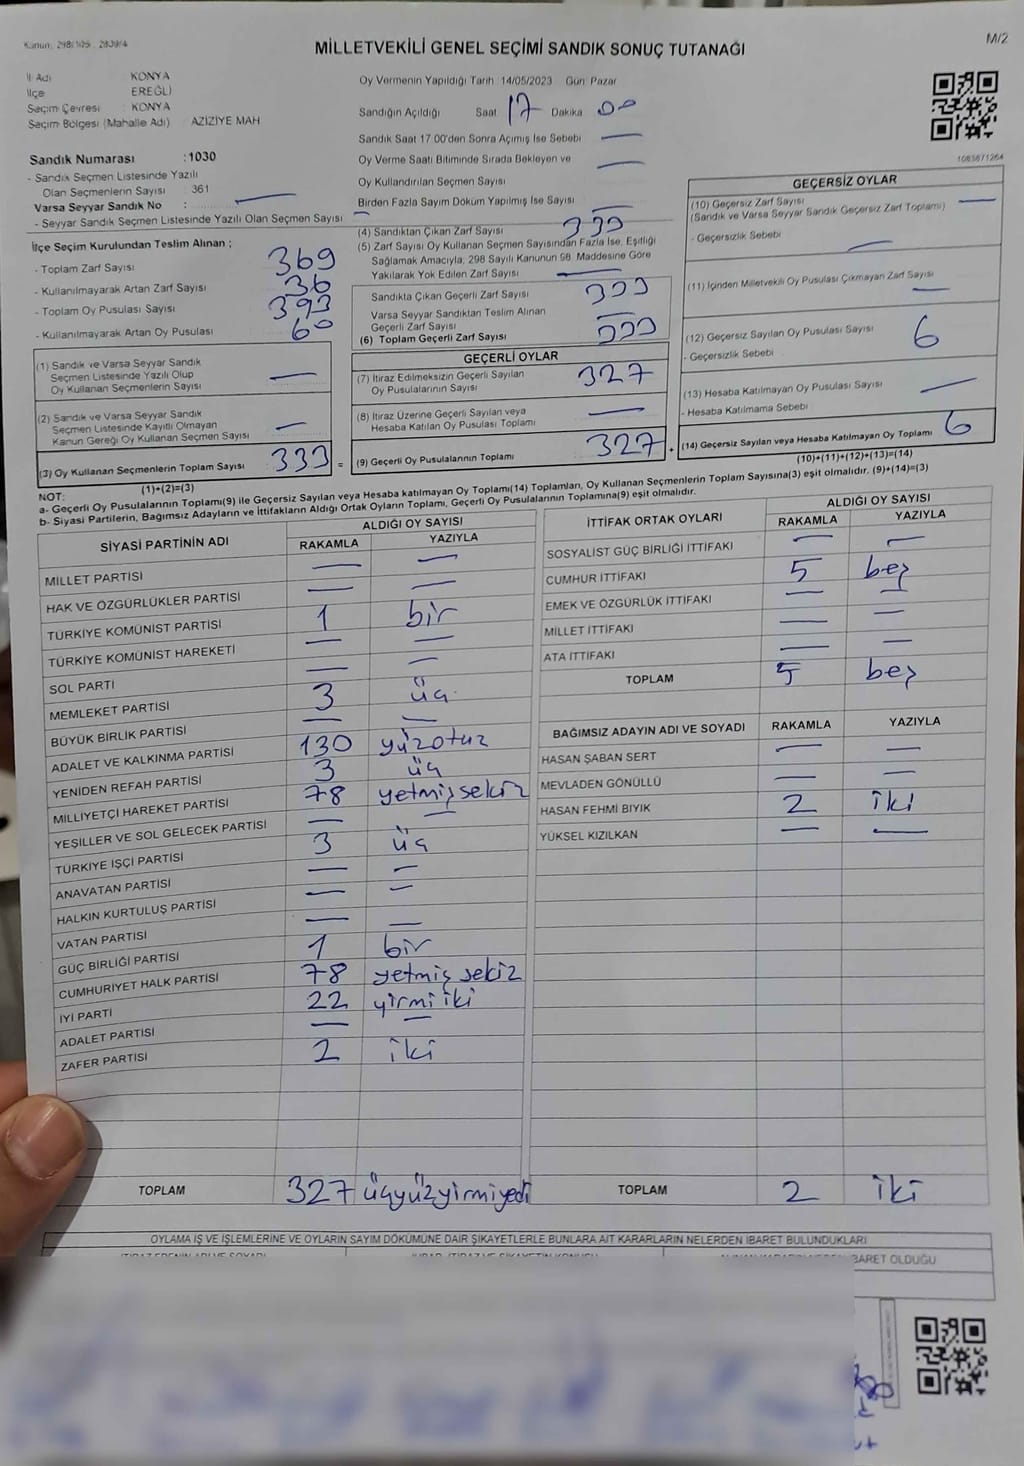 Kanun: 298/105 , 2839/4
MİLLETVEKİLİ GENEL SEÇİMİ SANDIK SONUÇ TUTANAĞI
M/2
İl Adı KONYA
İlçe EREĞLİ
Seçim Çevresi : KONYA
Seçim Bölgesi (Mahalle Adı) : AZİZİYE MAH
Sandık Numarası : 1030
- Sandık Seçmen Listesinde Yazılı
Olan Seçmenlerin Sayısı : 361
Varsa Seyyar Sandık No : —
- Seyyar Sandık Seçmen Listesinde Yazılı Olan Seçmen Sayısı —
Oy Vermenin Yapıldığı Tarih : 14/05/2023 Gün: Pazar
Sandığın Açıldığı Saat 17 Dakika 00
Sandık Saat 17.00'den Sonra Açımış İse Sebebi —
Oy Verme Saati Bitiminde Sırada Bekleyen ve —
Oy Kullandırılan Seçmen Sayısı
Birden Fazla Sayım Döküm Yapılmış İse Sayısı —
1083871264
İlçe Seçim Kurulundan Teslim Alınan ;
- Toplam Zarf Sayısı 369
- Kullanılmayarak Artan Zarf Sayısı 36
- Toplam Oy Pusulası Sayısı 393
- Kullanılmayarak Artan Oy Pusulası 60
(4) Sandıktan Çıkan Zarf Sayısı 333
(5) Zarf Sayısı Oy Kullanan Seçmen Sayısından Fazla İse, Eşitliği
Sağlamak Amacıyla, 298 Sayılı Kanunun 98. Maddesine Göre
Yakılarak Yok Edilen Zarf Sayısı —
Sandıkta Çıkan Geçerli Zarf Sayısı 333
Varsa Seyyar Sandıktan Teslim Alınan
Geçerli Zarf Sayısı
(6) Toplam Geçerli Zarf Sayısı 333
GEÇERSİZ OYLAR
(10) Geçersiz Zarf Sayısı —
(Sandık ve Varsa Seyyar Sandık Geçersiz Zarf Toplamı)
- Geçersizlik Sebebi —
(11) İçinden Milletvekili Oy Pusulası Çıkmayan Zarf Sayısı —
(12) Geçersiz Sayılan Oy Pusulası Sayısı 6
- Geçersizlik Sebebi
(13) Hesaba Katılmayan Oy Pusulası Sayısı —
- Hesaba Katılmama Sebebi
(14) Geçersiz Sayılan veya Hesaba Katılmayan Oy Toplamı 6
(10)+(11)+(12)+(13)=(14)
(1) Sandık ve Varsa Seyyar Sandık
Seçmen Listesinde Yazılı Olup
Oy Kullanan Seçmenlerin Sayısı —
(2) Sandık ve Varsa Seyyar Sandık
Seçmen Listesinde Kayıtlı Olmayan
Kanun Gereği Oy Kullanan Seçmen Sayısı —
(3) Oy Kullanan Seçmenlerin Toplam Sayısı 333 =
(1)+(2)=(3)
GEÇERLİ OYLAR
(7) İtiraz Edilmeksizin Geçerli Sayılan
Oy Pusulalarının Sayısı 327
(8) İtiraz Üzerine Geçerli Sayılan veya
Hesaba Katılan Oy Pusulası Toplamı —
(9) Geçerli Oy Pusulalarının Toplamı 327 +
NOT:
a- Geçerli Oy Pusulalarının Toplamı(9) ile Geçersiz Sayılan veya Hesaba katılmayan Oy Toplamı(14) Toplamları, Oy Kullanan Seçmenlerin Toplam Sayısına(3) eşit olmalıdır. (9)+(14)=(3)
b- Siyasi Partilerin, Bağımsız Adayların ve İttifakların Aldığı Ortak Oyların Toplamı, Geçerli Oy Pusulalarının Toplamına(9) eşit olmalıdır.
SİYASİ PARTİNİN ADI ALDIĞI OY SAYISI
RAKAMLA YAZIYLA
MİLLET PARTİSİ — —
HAK VE ÖZGÜRLÜKLER PARTİSİ — —
TÜRKİYE KOMÜNİST PARTİSİ 1 bir
TÜRKİYE KOMÜNİST HAREKETİ — —
SOL PARTİ — —
MEMLEKET PARTİSİ 3 üç
BÜYÜK BİRLİK PARTİSİ — —
ADALET VE KALKINMA PARTİSİ 130 yüzotuz
YENİDEN REFAH PARTİSİ 3 üç
MİLLİYETÇİ HAREKET PARTİSİ 78 yetmişsekiz
YEŞİLLER VE SOL GELECEK PARTİSİ — —
TÜRKİYE İŞÇİ PARTİSİ 3 üç
ANAVATAN PARTİSİ — —
HALKIN KURTULUŞ PARTİSİ — —
VATAN PARTİSİ — —
GÜÇ BİRLİĞİ PARTİSİ 1 bir
CUMHURİYET HALK PARTİSİ 78 yetmiş sekiz
İYİ PARTİ 22 yirmi iki
ADALET PARTİSİ — —
ZAFER PARTİSİ 2 iki
TOPLAM 327 üçyüzyirmiyedi
İTTİFAK ORTAK OYLARI ALDIĞI OY SAYISI
RAKAMLA YAZIYLA
SOSYALİST GÜÇ BİRLİĞİ İTTİFAKI — —
CUMHUR İTTİFAKI 5 beş
EMEK VE ÖZGÜRLÜK İTTİFAKI — —
MİLLET İTTİFAKI — —
ATA İTTİFAKI — —
TOPLAM 5 beş
BAĞIMSIZ ADAYIN ADI VE SOYADI RAKAMLA YAZIYLA
HASAN ŞABAN SERT — —
MEVLADEN GÖNÜLLÜ — —
HASAN FEHMİ BIYIK 2 iki
YÜKSEL KIZILKAN — —
TOPLAM 2 iki
OYLAMA İŞ VE İŞLEMLERİNE VE OYLARIN SAYIM DÖKÜMÜNE DAİR ŞİKAYETLERLE BUNLARA AİT KARARLARIN NELERDEN İBARET BULUNDUKLARI
İBARET OLDUĞU